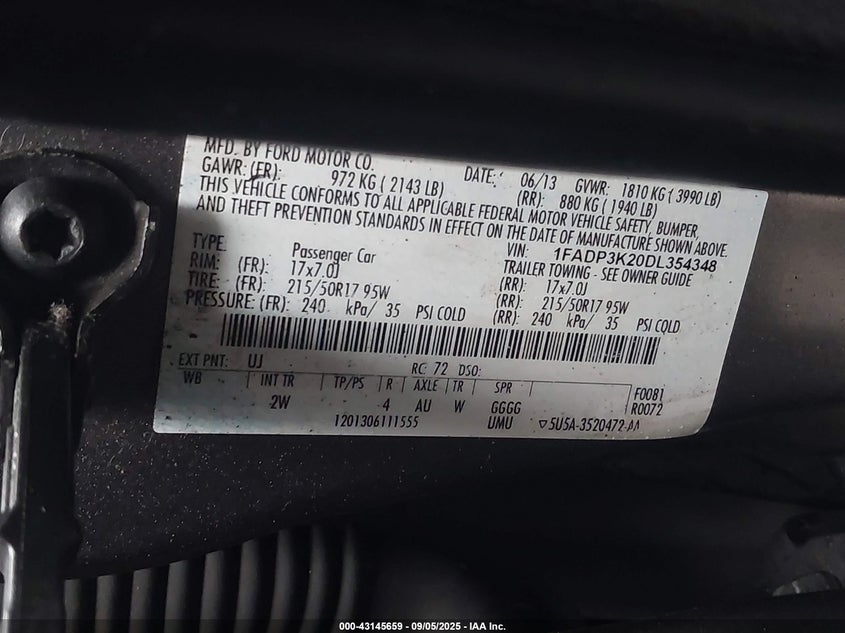 MFD. BY FORD MOTOR CO.
DATE: 06/13 GVWR: 1810 KG ( 3990 LB)
GAWR: (FR): 972 KG ( 2143 LB) (RR): 880 KG ( 1940 LB)
THIS VEHICLE CONFORMS TO ALL APPLICABLE FEDERAL MOTOR VEHICLE SAFETY, BUMPER,
AND THEFT PREVENTION STANDARDS IN EFFECT ON THE DATE OF MANUFACTURE SHOWN ABOVE.
VIN: 1FADP3K20DL354348
TYPE: Passenger Car TRAILER TOWING - SEE OWNER GUIDE
RIM: (FR): 17x7.0J (RR): 17x7.0J
TIRE: (FR): 215/50R17 95W (RR): 215/50R17 95W
PRESSURE: (FR): 240 kPa/ 35 PSI COLD (RR): 240 kPa/ 35 PSI COLD
EXT PNT: UJ RC: 72 DSO:
WB INT TR TP/PS R AXLE TR SPR F0081
2W 4 AU W GGGG R0072
1201306111555 UMU ▽5U5A-3520472-AA
000-43145659 - 09/05/2025 - IAA Inc.